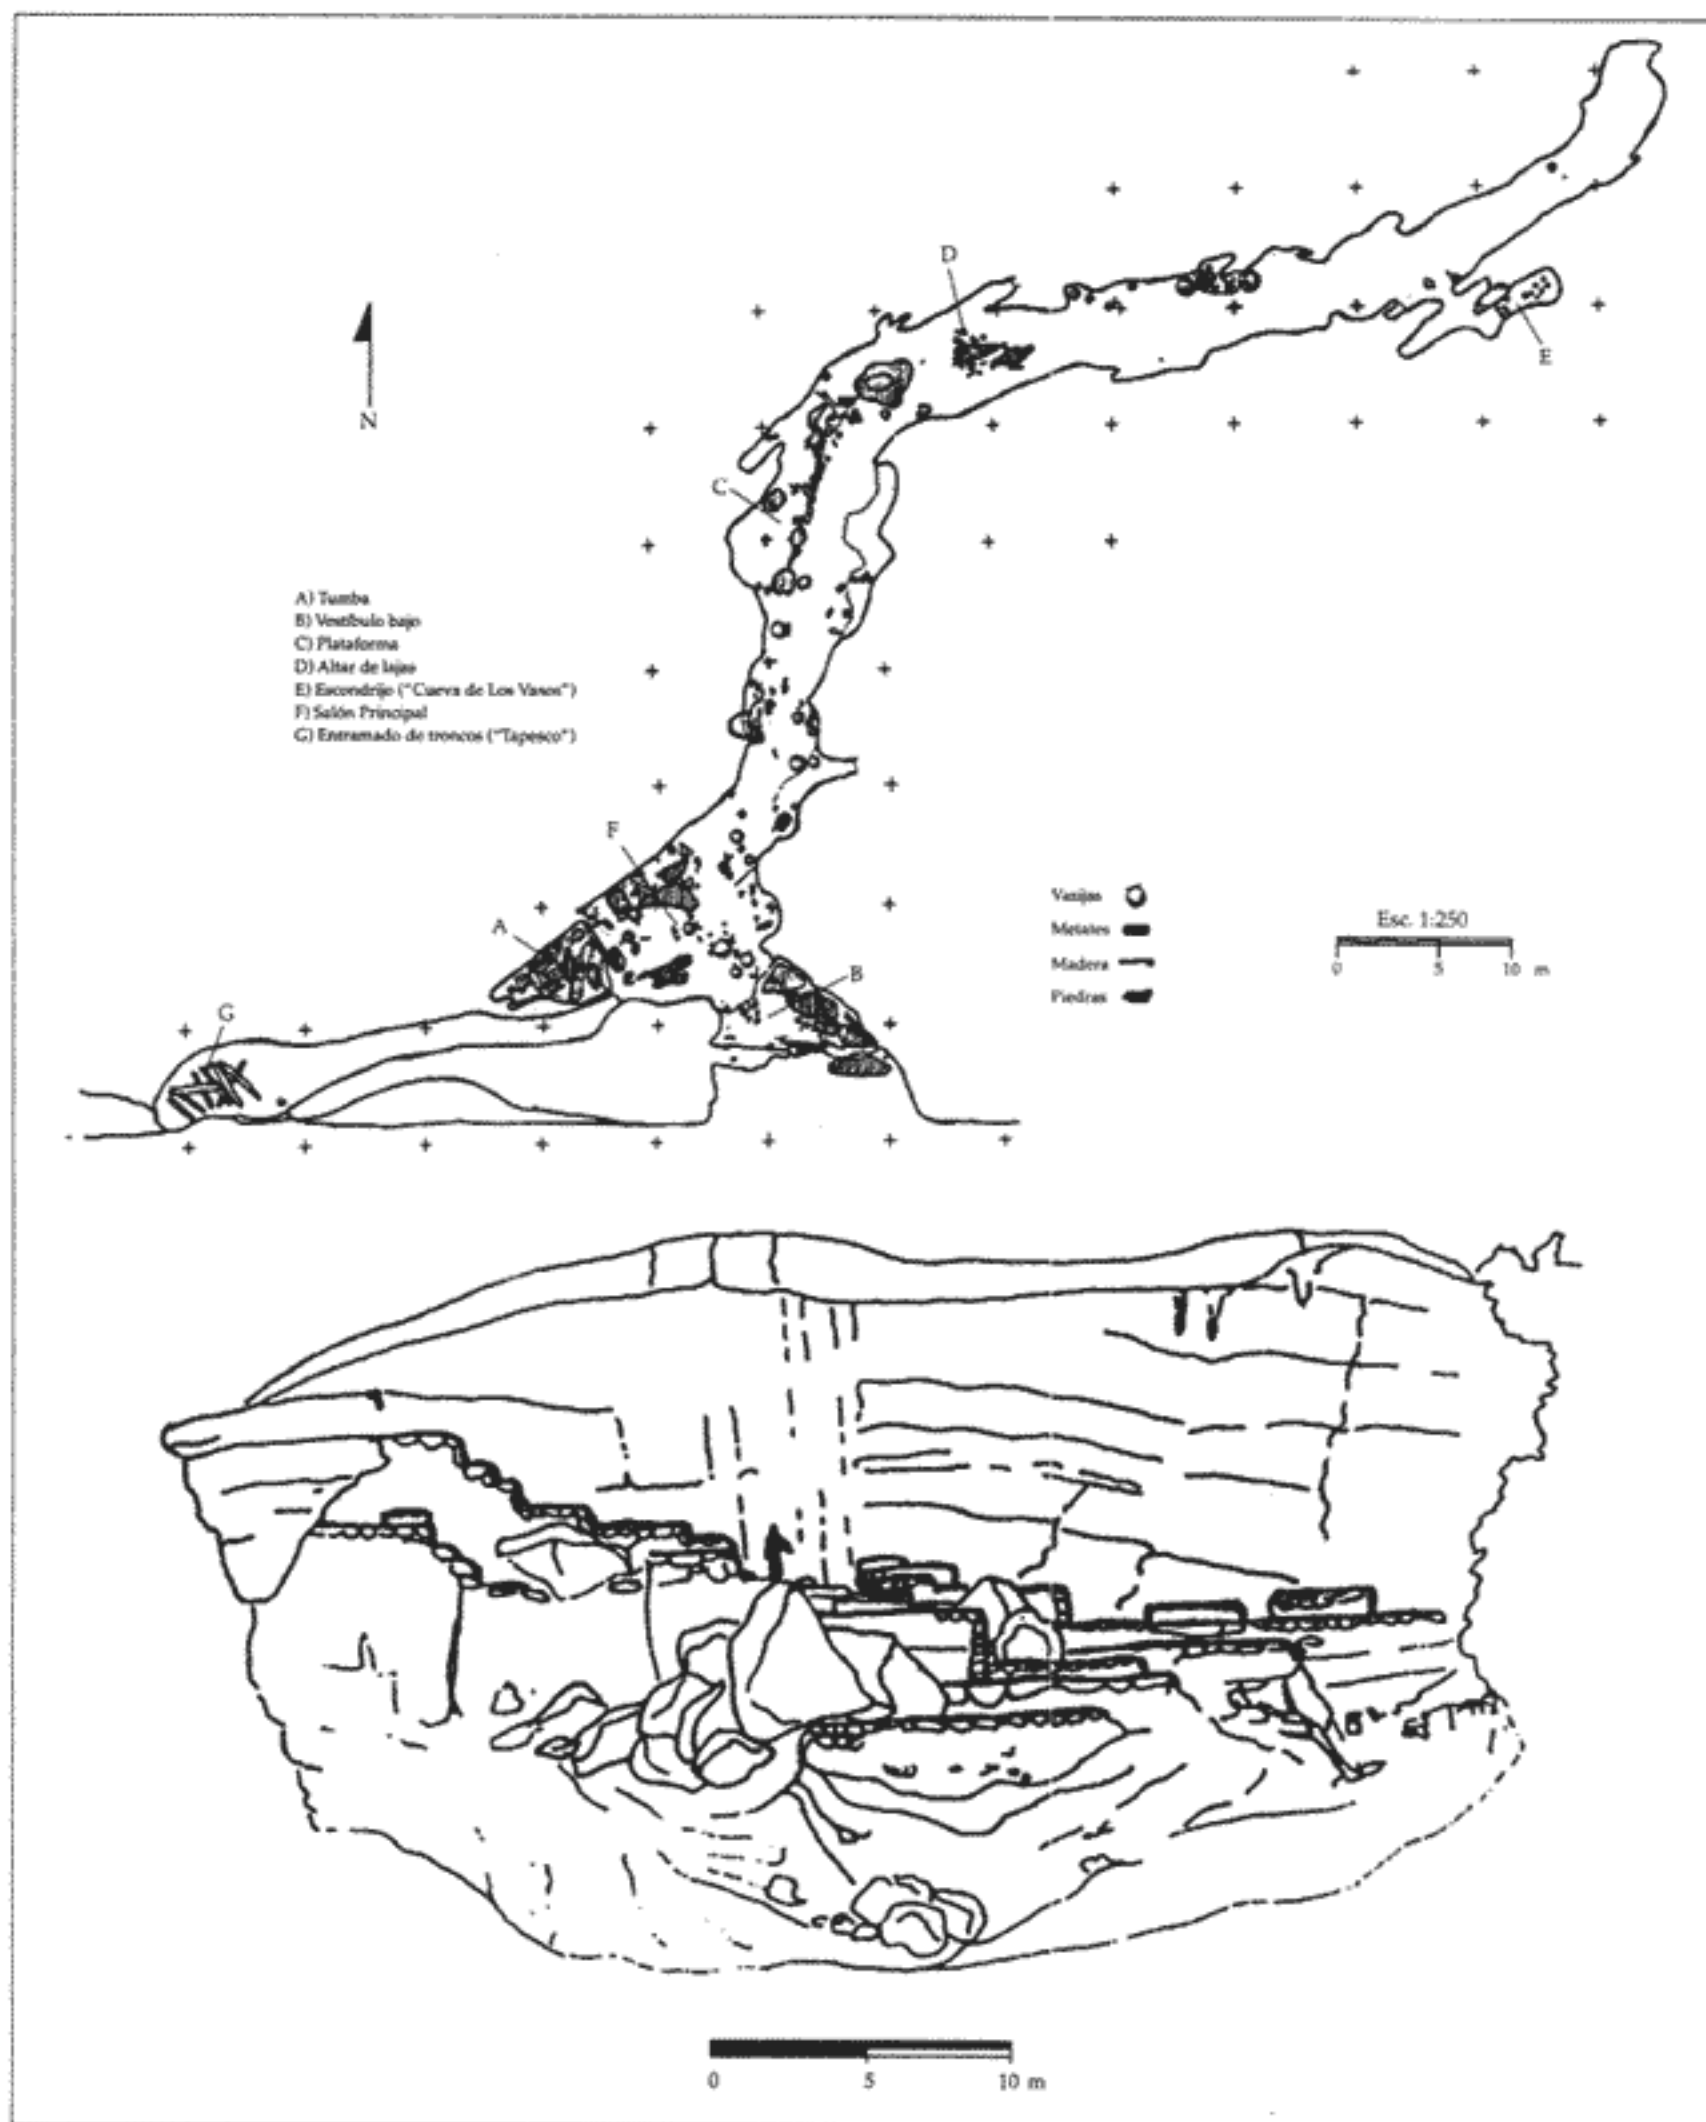 D
E
N
C
A) Tumba
B) Vestíbulo bajo
C) Plataforma
D) Altar de lajas
E) Escondrijo ("Cueva de Los Vasos")
F) Salón Principal
G) Entramado de troncos ("Tapesco")
F
A
B
G
Vasijas
Metates
Madera
Piedras
Esc. 1:250
0 5 10 m
0 5 10 m